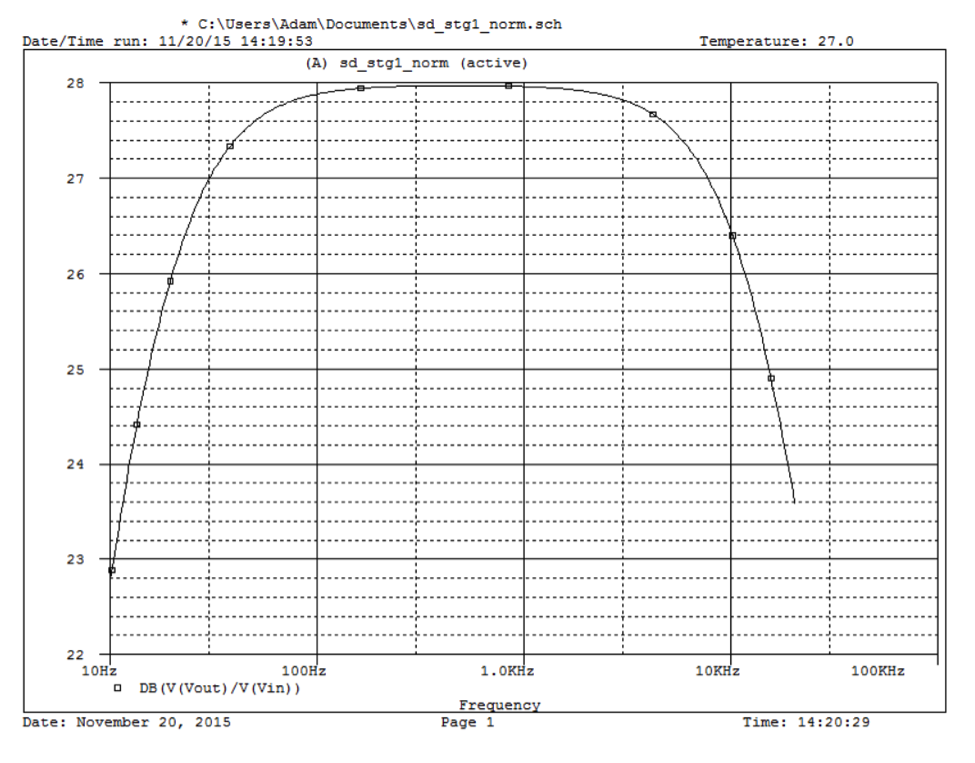 * C:\Users\Adam\Documents\sd_stg1_norm.sch
Date/Time run: 11/20/15 14:19:53 Temperature: 27.0
(A) sd_stg1_norm (active)
28
27
26
25
24
23
22
10Hz 100Hz 1.0KHz 10KHz 100KHz
DB(V(Vout)/V(Vin))
Frequency
Date: November 20, 2015 Page 1 Time: 14:20:29